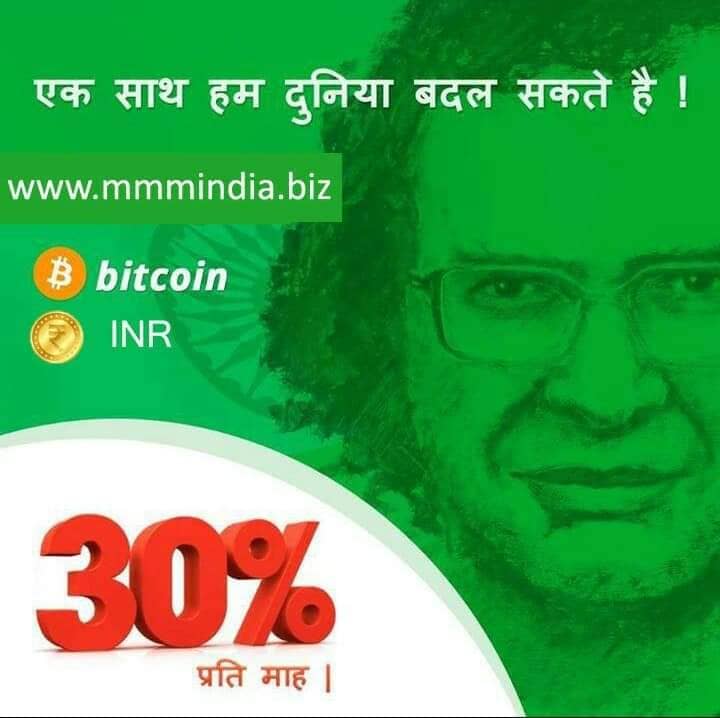 एक साथ हम दुनिया बदल सकते है !
www.mmmindia.biz
bitcoin
INR
30%
प्रति माह |